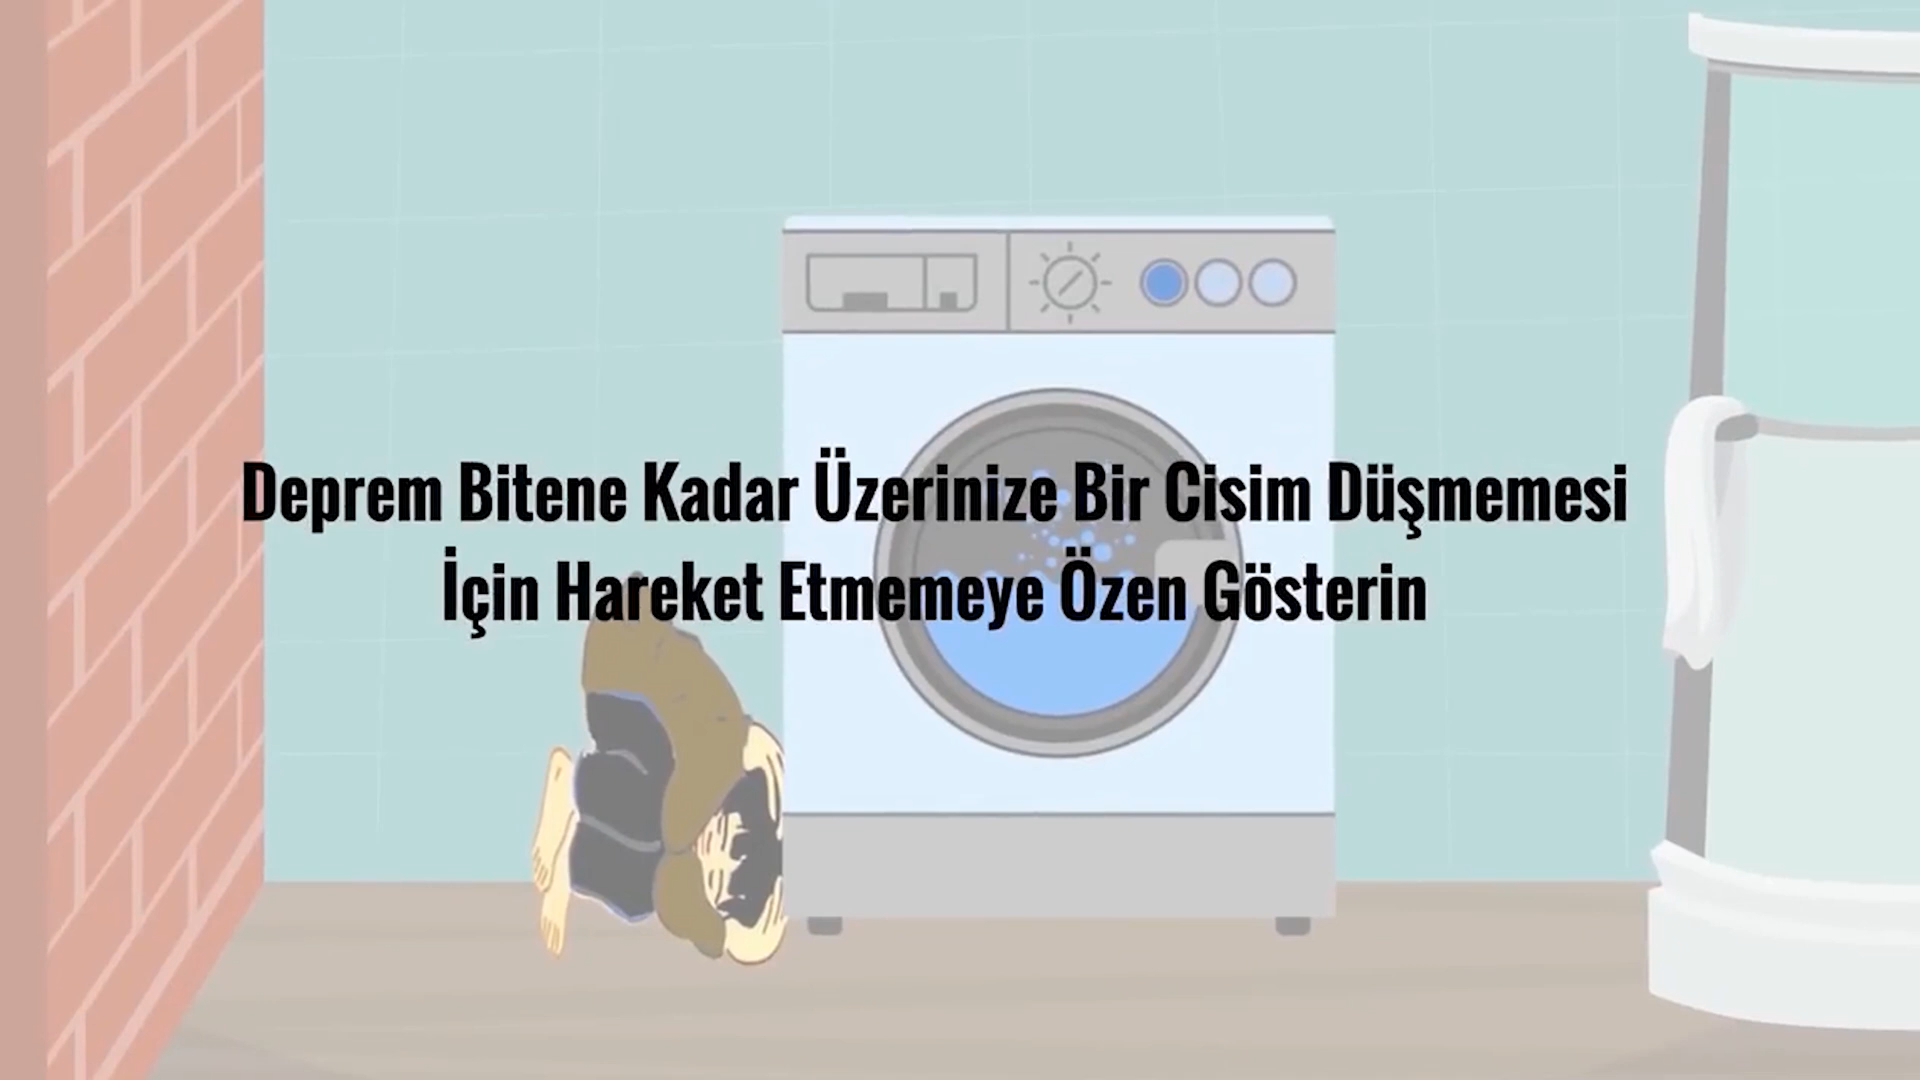 Deprem Bitene Kadar Üzerinize Bir Cisim Düşmemesi
İçin Hareket Etmemeye Özen Gösterin